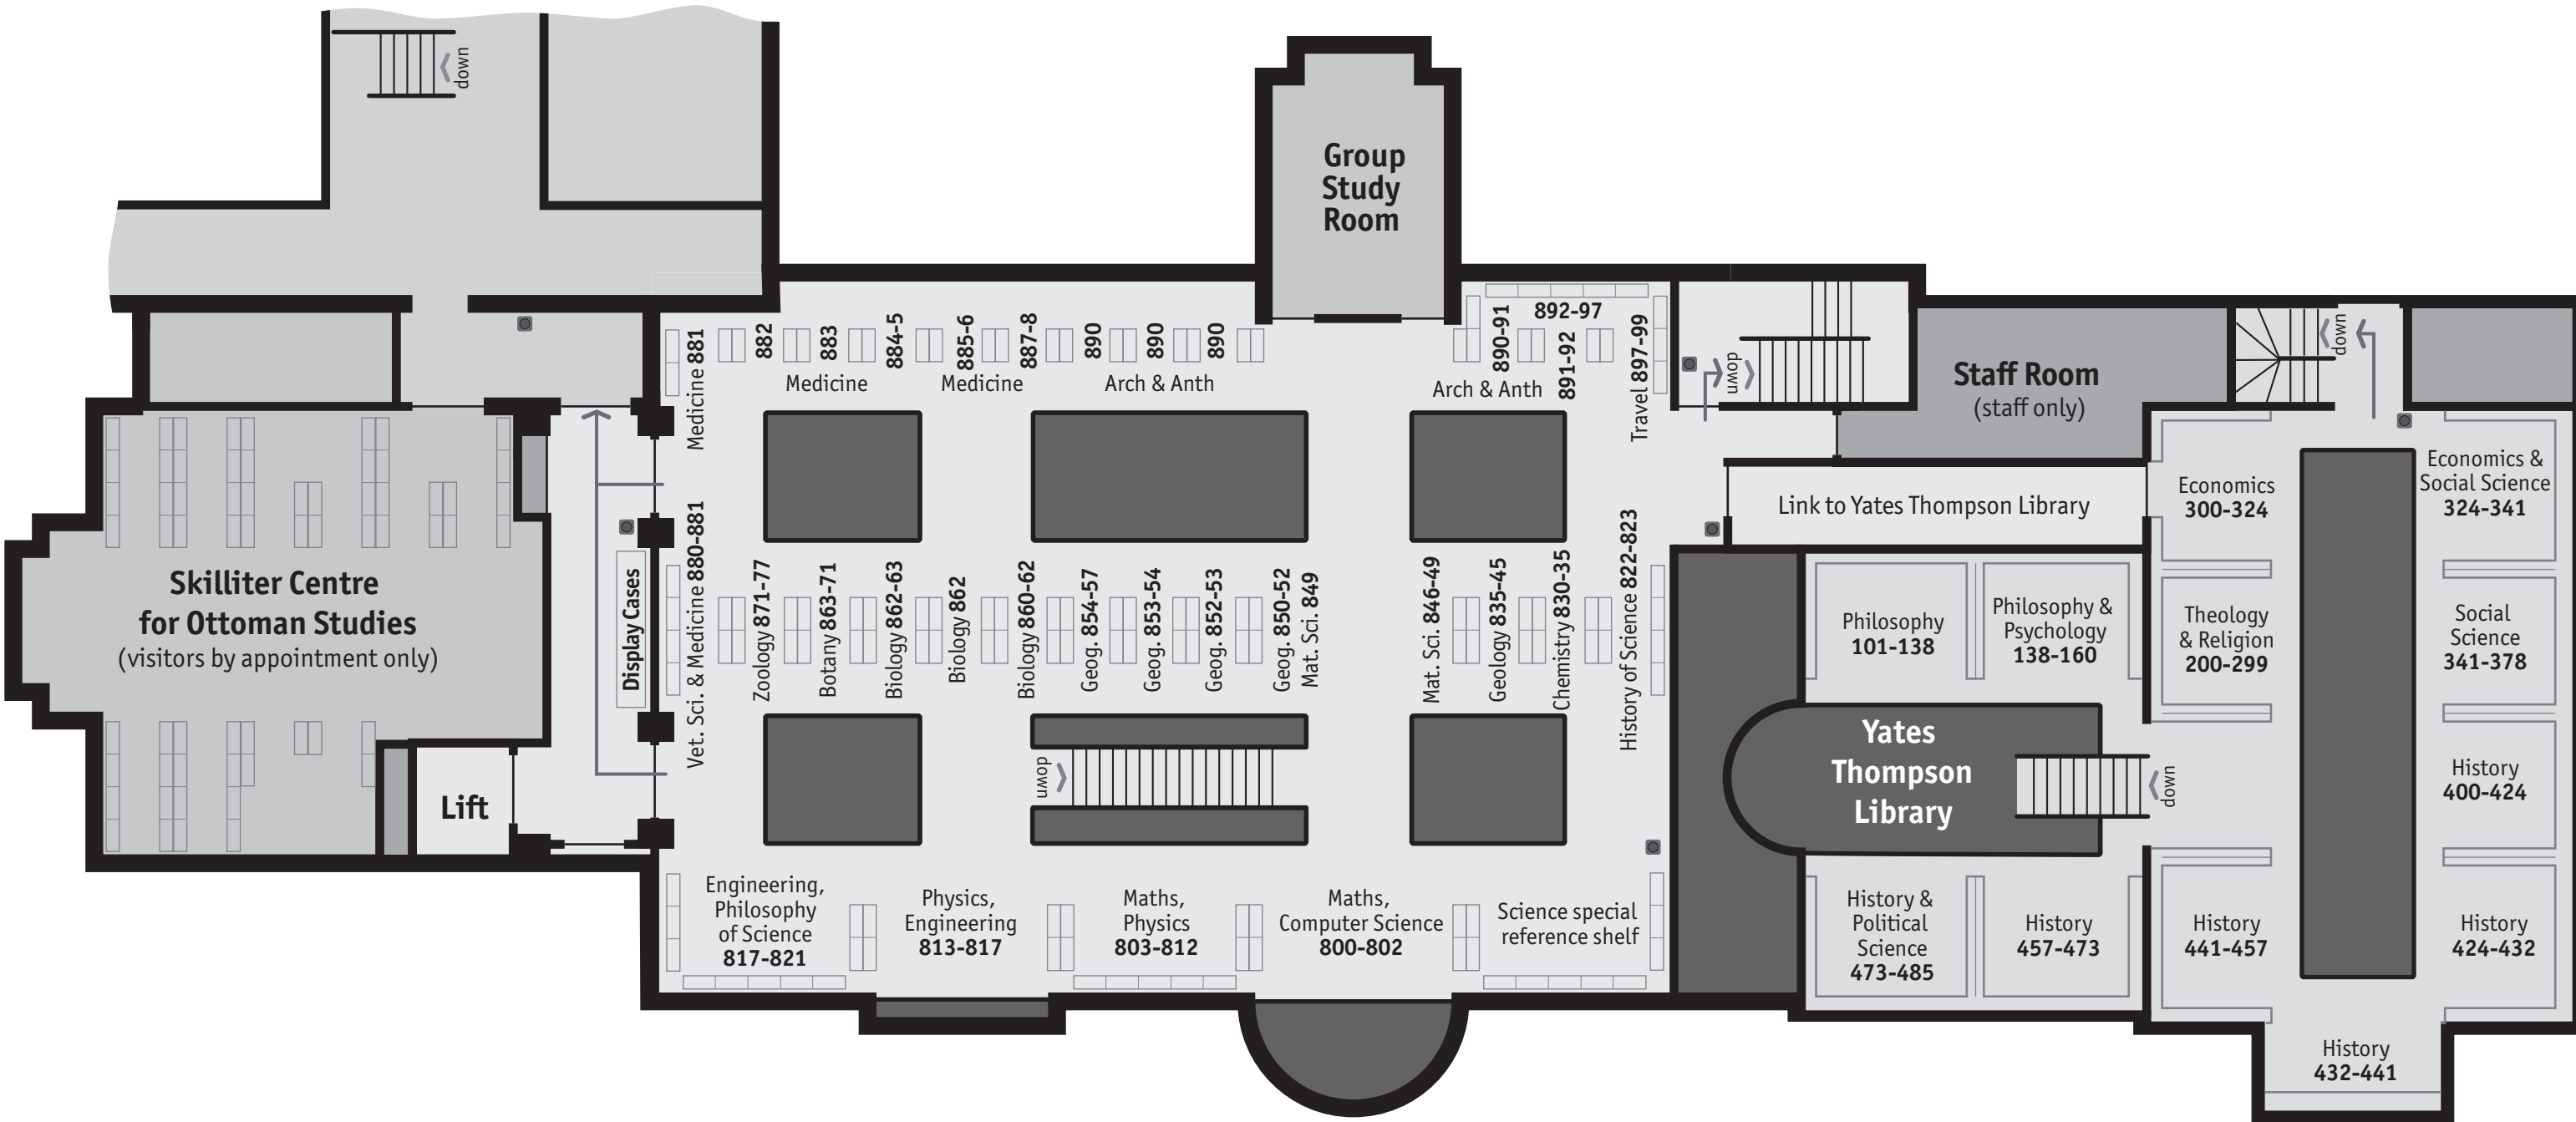 down
Group
Study
Room
Medicine 881
882
883
884-5
885-6
887-8
890
890
890
Medicine
Medicine
Arch & Anth
890-91
891-92
892-97
Arch & Anth
Travel 897-99
down
Staff Room
(staff only)
down
Link to Yates Thompson Library
Economics
300-324
Economics &
Social Science
324-341
Skilliter Centre
for Ottoman Studies
(visitors by appointment only)
Display Cases
Lift
Vet. Sci. & Medicine 880-881
Zoology 871-77
Botany 863-71
Biology 862-63
Biology 862
Biology 860-62
Geog. 854-57
Geog. 853-54
Geog. 852-53
Geog. 850-52
Mat. Sci. 849
Mat. Sci. 846-49
Geology 835-45
Chemistry 830-35
History of Science 822-823
down
Philosophy
101-138
Philosophy &
Psychology
138-160
Theology
& Religion
200-299
Social
Science
341-378
Yates
Thompson
Library
down
History
400-424
Engineering,
Philosophy
of Science
817-821
Physics,
Engineering
813-817
Maths,
Physics
803-812
Maths,
Computer Science
800-802
Science special
reference shelf
History &
Political
Science
473-485
History
457-473
History
441-457
History
424-432
History
432-441